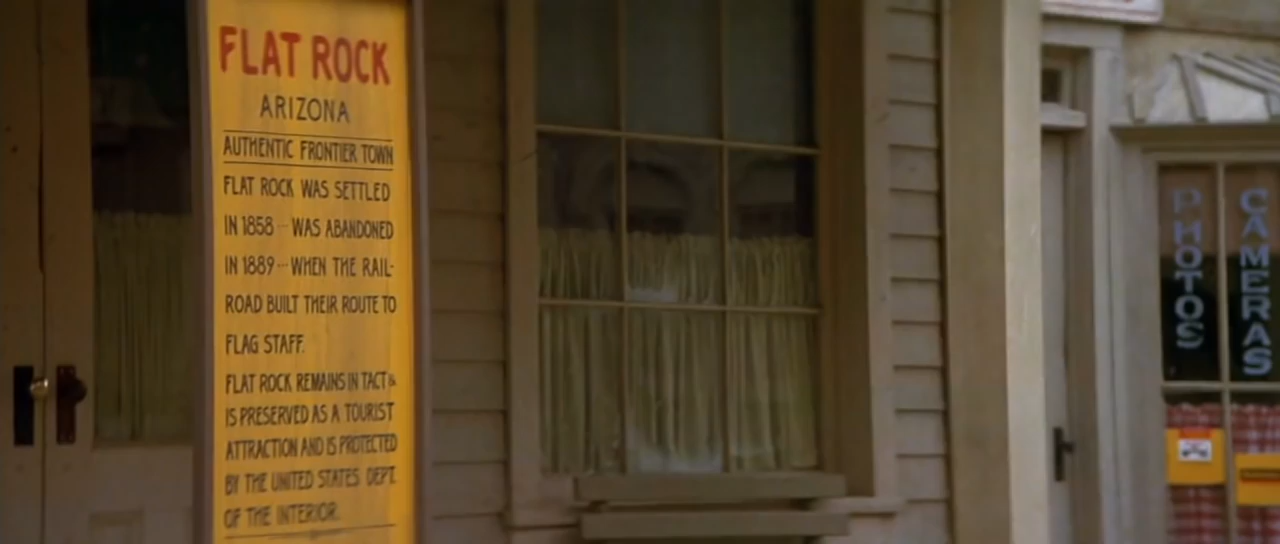 FLAT ROCK
ARIZONA
AUTHENTIC FRONTIER TOWN
FLAT ROCK WAS SETTLED
IN 1858 -- WAS ABANDONED
IN 1889 -- WHEN THE RAIL-
ROAD BUILT THEIR ROUTE TO
FLAG STAFF.
FLAT ROCK REMAINS IN TACT &
IS PRESERVED AS A TOURIST
ATTRACTION AND IS PROTECTED
BY THE UNITED STATES DEPT.
OF THE INTERIOR.
PHOTOS
CAMERAS